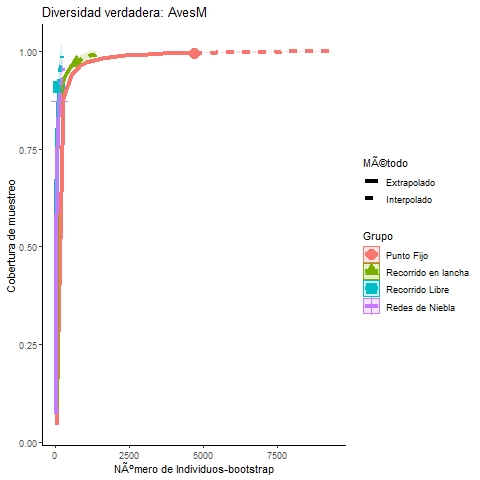 Diversidad verdadera: AvesM
Cobertura de muestreo
1.00
0.75
0.50
0.25
0.00
0
2500
5000
7500
NÃºmero de Individuos-bootstrap
MÃ©todo
Extrapolado
Interpolado
Grupo
Punto Fijo
Recorrido en lancha
Recorrido Libre
Redes de Niebla